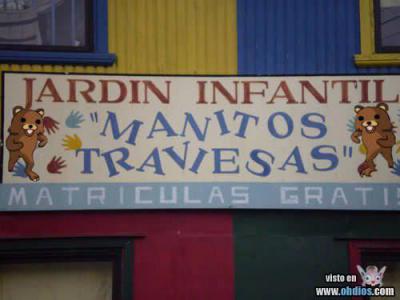 JARDIN INFANTIL
"MANITOS
TRAVIESAS"
MATRICULAS GRATIS
visto en
www.ohdios.com